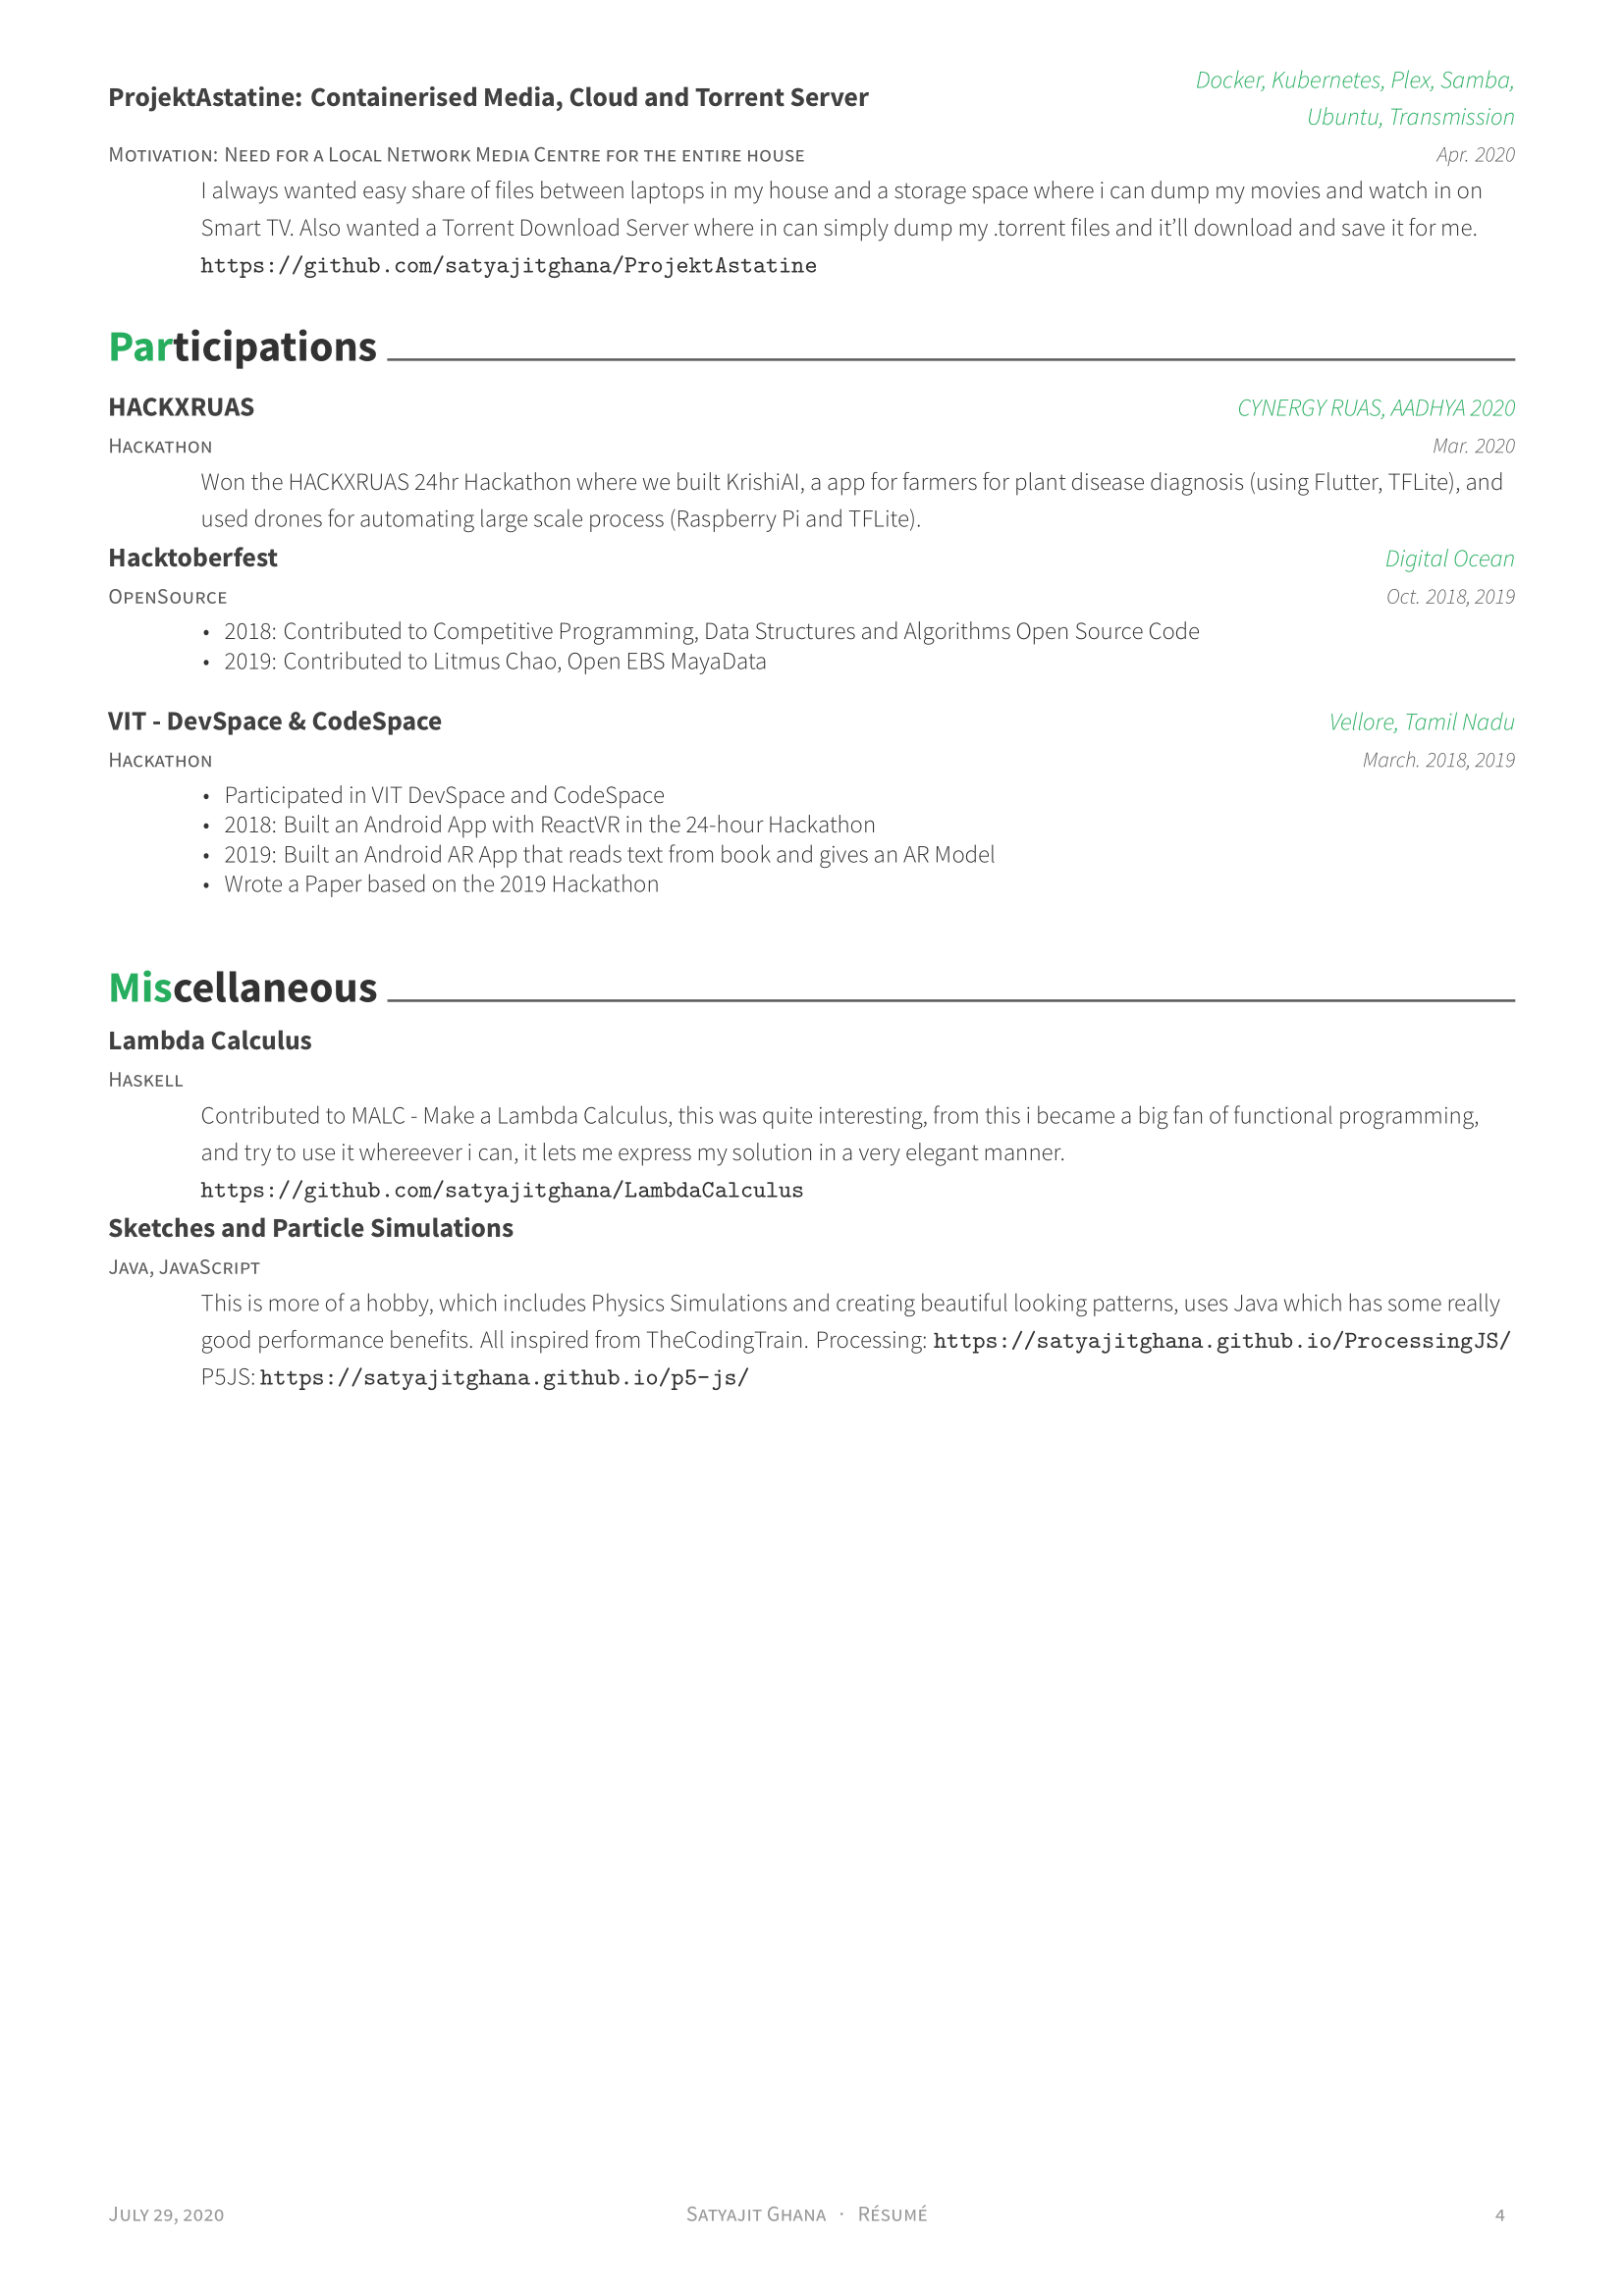 ProjektAstatine: Containerised Media, Cloud and Torrent Server
Docker, Kubernetes, Plex, Samba,
Ubuntu, Transmission
Motivation: Need for a Local Network Media Centre for the entire house
Apr. 2020
I always wanted easy share of files between laptops in my house and a storage space where i can dump my movies and watch in on
Smart TV. Also wanted a Torrent Download Server where in can simply dump my .torrent files and it’ll download and save it for me.
https://github.com/satyajitghana/ProjektAstatine
Participations
HACKXRUAS
CYNERGY RUAS, AADHYA 2020
Hackathon
Mar. 2020
Won the HACKXRUAS 24hr Hackathon where we built KrishiAI, a app for farmers for plant disease diagnosis (using Flutter, TFLite), and
used drones for automating large scale process (Raspberry Pi and TFLite).
Hacktoberfest
Digital Ocean
OpenSource
Oct. 2018, 2019
• 2018: Contributed to Competitive Programming, Data Structures and Algorithms Open Source Code
• 2019: Contributed to Litmus Chao, Open EBS MayaData
VIT - DevSpace & CodeSpace
Vellore, Tamil Nadu
Hackathon
March. 2018, 2019
• Participated in VIT DevSpace and CodeSpace
• 2018: Built an Android App with ReactVR in the 24-hour Hackathon
• 2019: Built an Android AR App that reads text from book and gives an AR Model
• Wrote a Paper based on the 2019 Hackathon
Miscellaneous
Lambda Calculus
Haskell
Contributed to MALC - Make a Lambda Calculus, this was quite interesting, from this i became a big fan of functional programming,
and try to use it whereever i can, it lets me express my solution in a very elegant manner.
https://github.com/satyajitghana/LambdaCalculus
Sketches and Particle Simulations
Java, JavaScript
This is more of a hobby, which includes Physics Simulations and creating beautiful looking patterns, uses Java which has some really
good performance benefits. All inspired from TheCodingTrain. Processing: https://satyajitghana.github.io/ProcessingJS/
P5JS: https://satyajitghana.github.io/p5-js/
July 29, 2020
Satyajit Ghana · Résumé
4